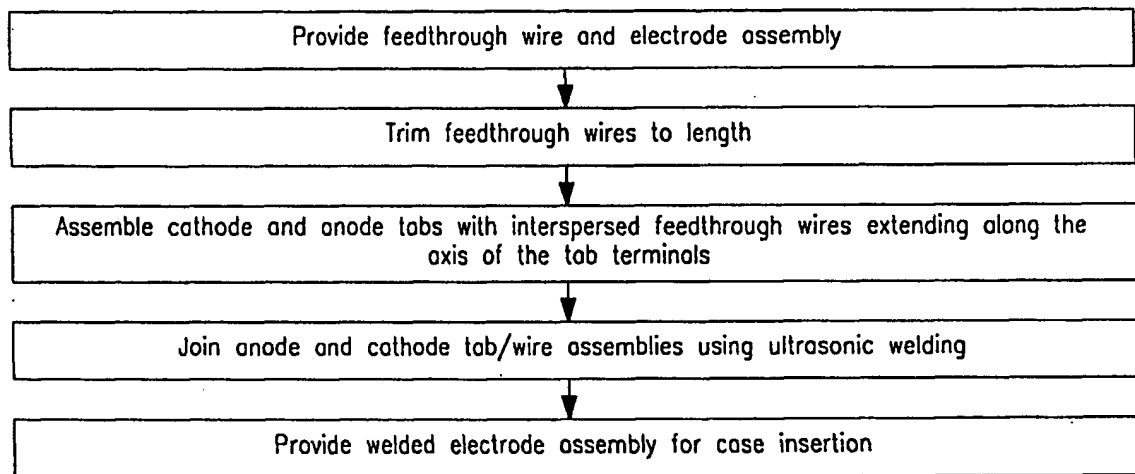 Provide feedthrough wire and electrode assembly
Trim feedthrough wires to length
Assemble cathode and anode tabs with interspersed feedthrough wires extending along the
axis of the tab terminals
Join anode and cathode tab/wire assemblies using ultrasonic welding
Provide welded electrode assembly for case insertion